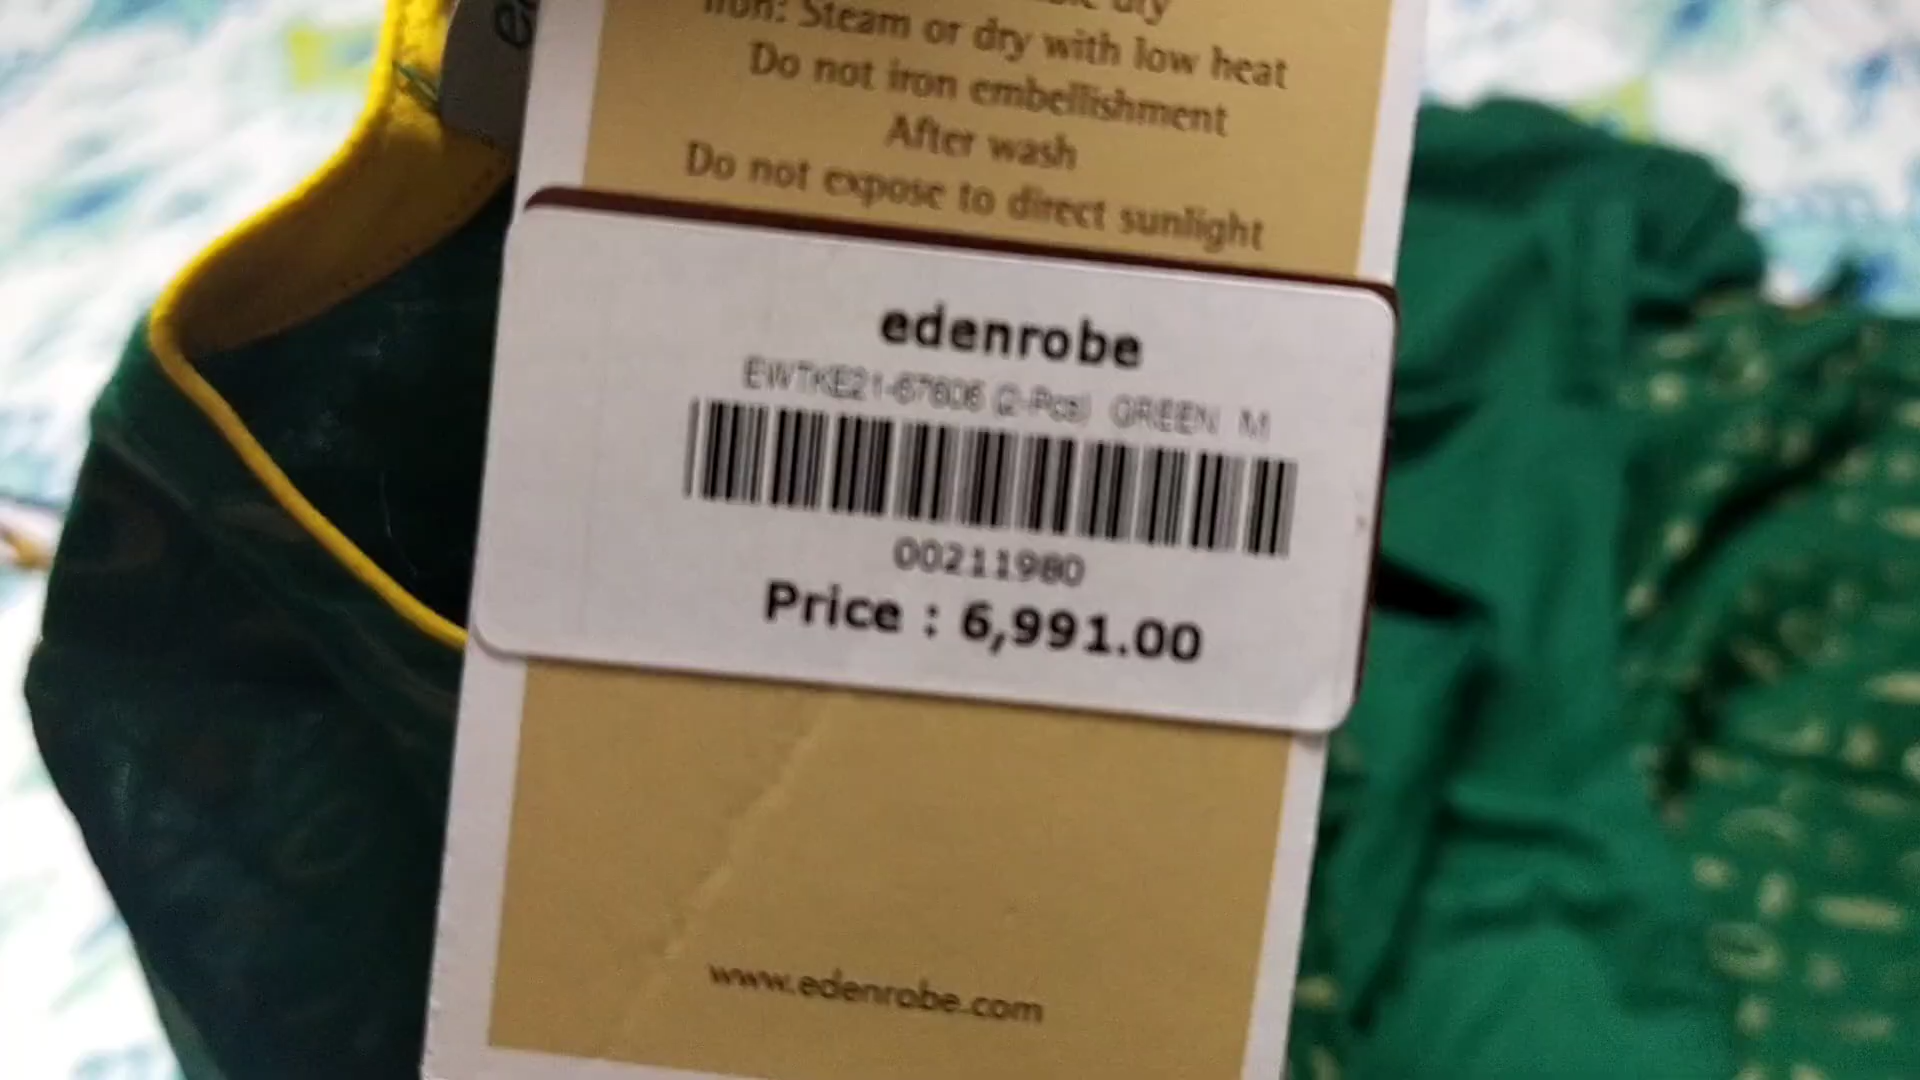 dry
Iron: Steam or dry with low heat
Do not iron embellishment
After wash
Do not expose to direct sunlight
edenrobe
EWTKE21-67606 (2-Pcs) GREEN M
00211980
Price : 6,991.00
www.edenrobe.com